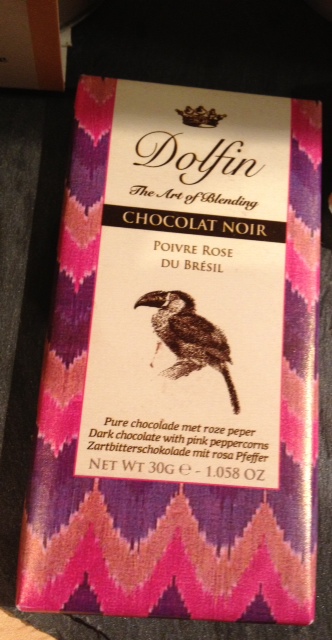 Dolfin
The Art of Blending
CHOCOLAT NOIR
POIVRE ROSE
DU BRÉSIL
Pure chocolade met roze peper
Dark chocolate with pink peppercorns
Zartbitterschokolade mit rosa Pfeffer
NET WT 30G ℮ - 1.058 OZ